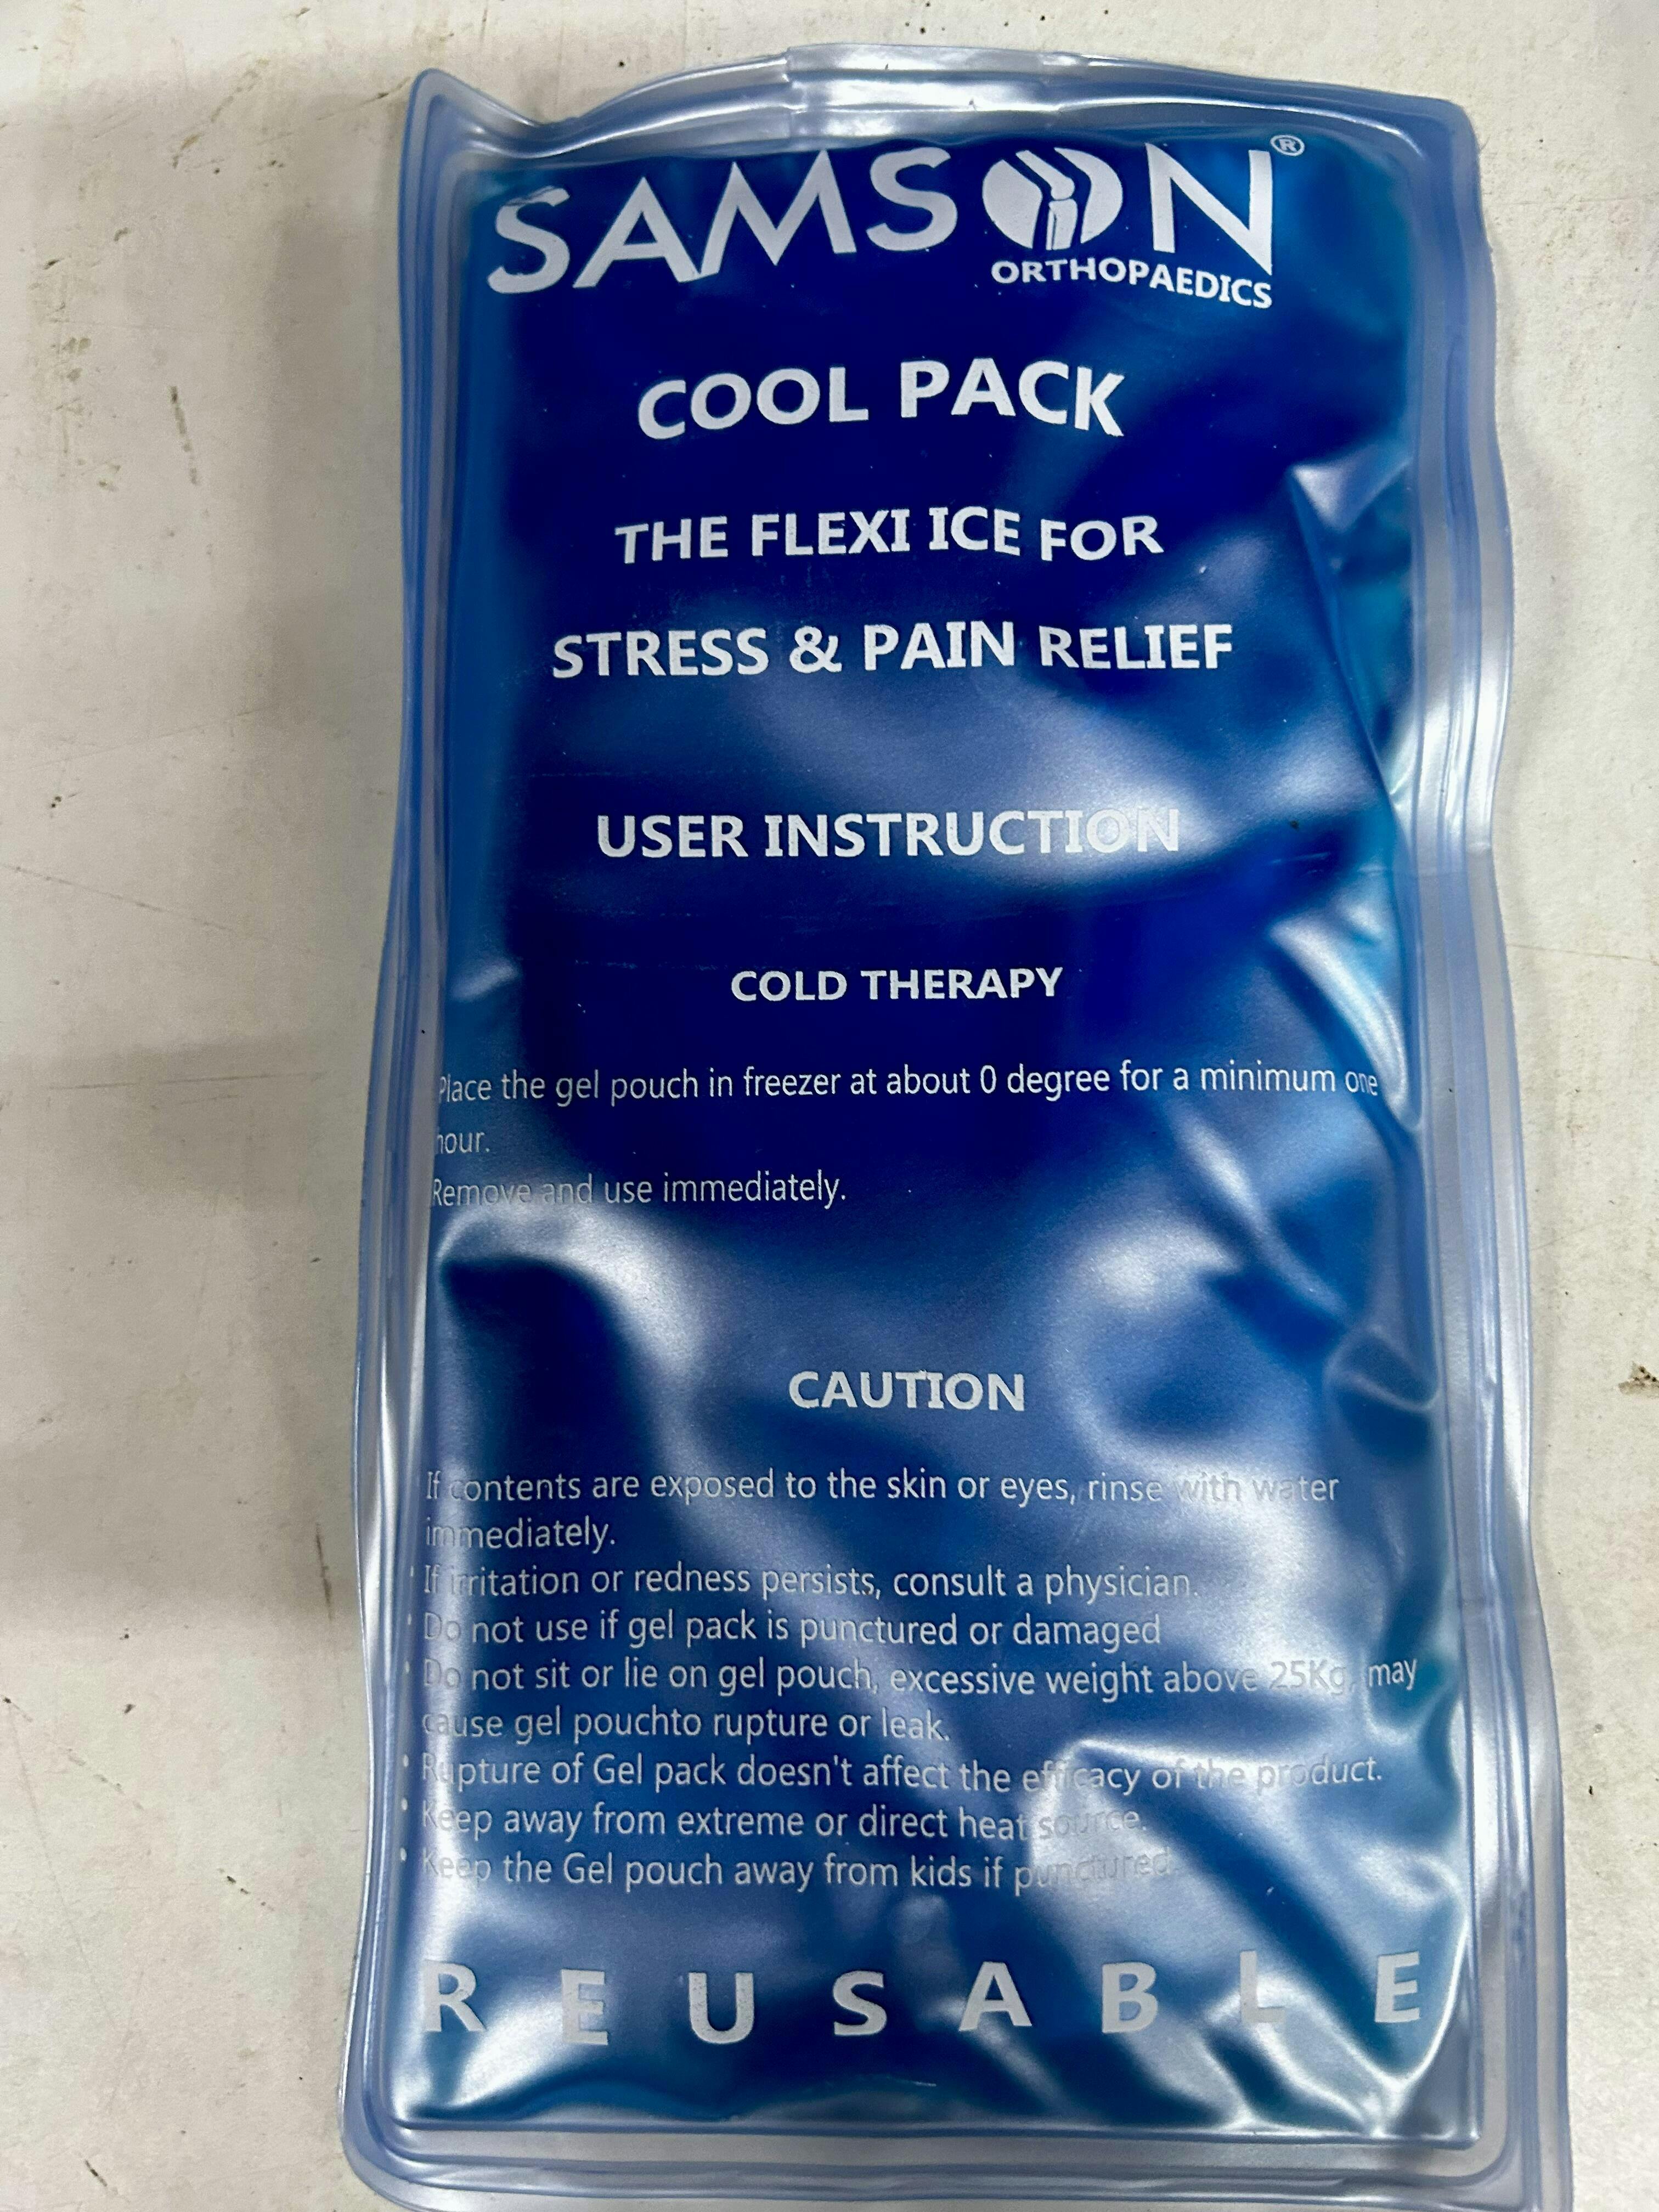 SAMSON®
ORTHOPAEDICS
COOL PACK
THE FLEXI ICE FOR
STRESS & PAIN RELIEF
USER INSTRUCTION
COLD THERAPY
Place the gel pouch in freezer at about 0 degree for a minimum one
hour.
Remove and use immediately.
CAUTION
If contents are exposed to the skin or eyes, rinse with water
immediately.
• If irritation or redness persists, consult a physician.
• Do not use if gel pack is punctured or damaged
• Do not sit or lie on gel pouch, excessive weight above 25Kg, may
cause gel pouchto rupture or leak.
• Rupture of Gel pack doesn't affect the efficacy of the product.
• Keep away from extreme or direct heat source.
• Keep the Gel pouch away from kids if punctured.
REUSABLE